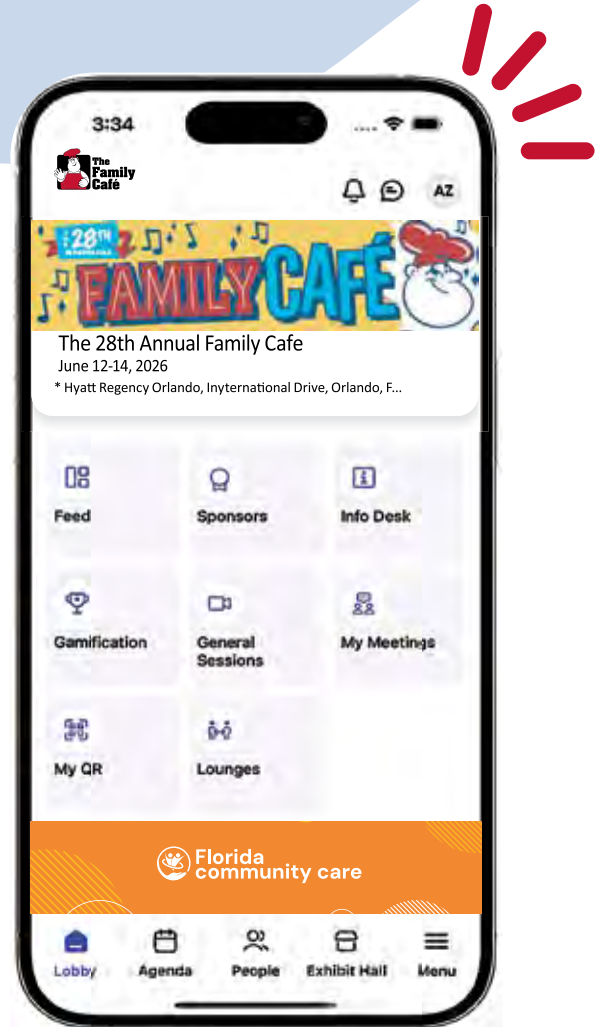 3:34
The
Family
Café
AZ
28TH
FAMILY CAFÉ
The 28th Annual Family Cafe
June 12-14, 2026
* Hyatt Regency Orlando, Inyternational Drive, Orlando, F...
Feed
Sponsors
Info Desk
Gamification
General
Sessions
My Meetings
My QR
Lounges
Florida
community care
Lobby
Agenda
People
Exhibit Hall
Menu